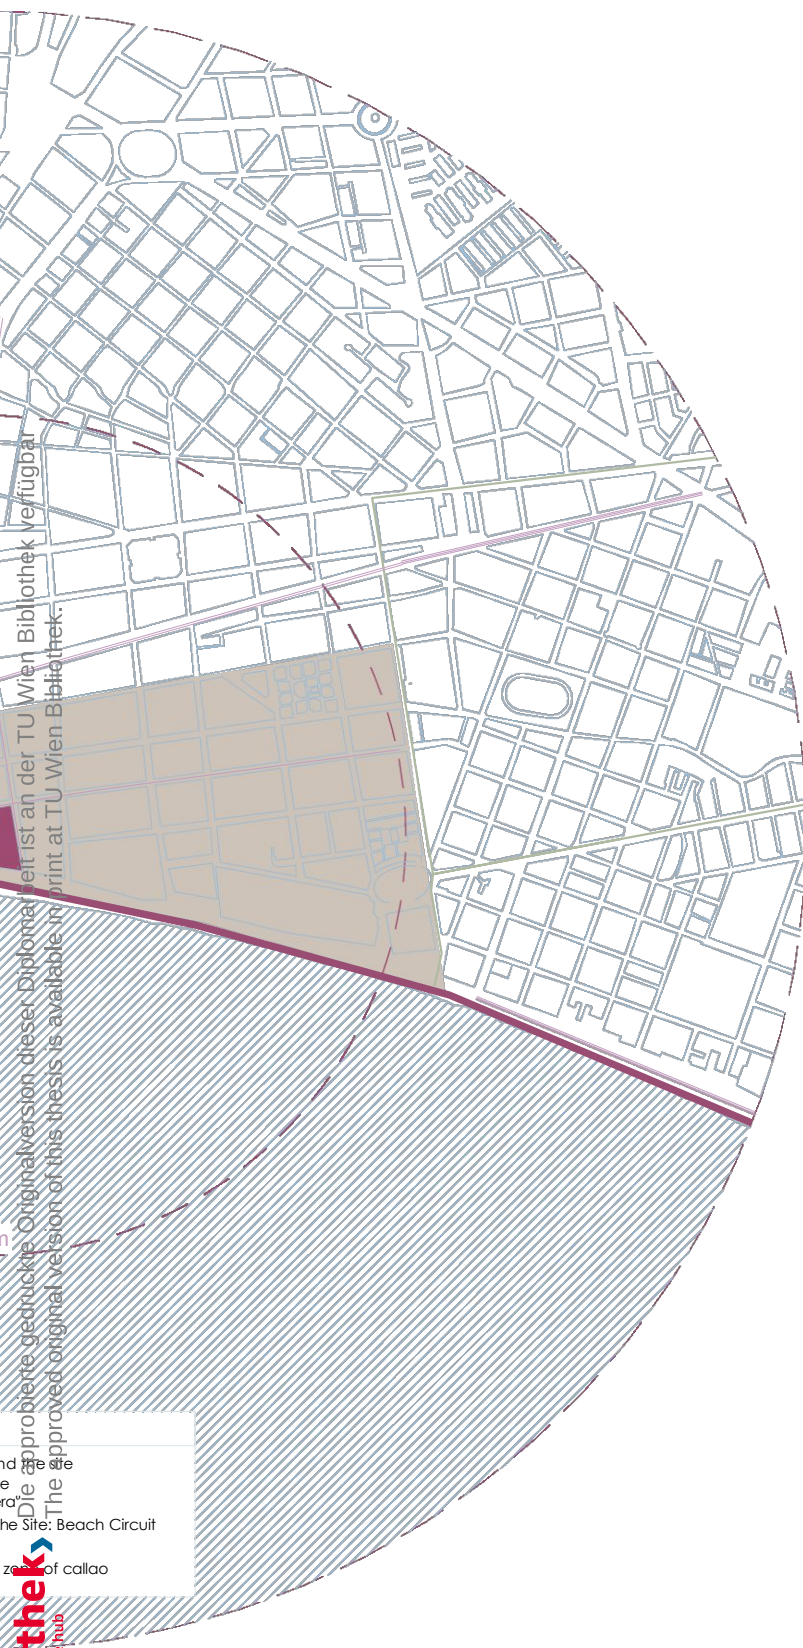 Die approbierte gedruckte Originalversion dieser Diplomarbeit ist an der TU Wien Bibliothek verfügbar
The approved original version of this thesis is available in print at TU Wien Bibliothek.
m
nd the site
e
era"
he Site: Beach Circuit
zone of callao
thek
hub